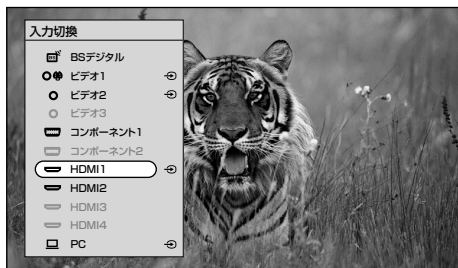 入力切換
BSデジタル
ビデオ1
ビデオ2
ビデオ3
コンポーネント1
コンポーネント2
HDMI1
HDMI2
HDMI3
HDMI4
PC